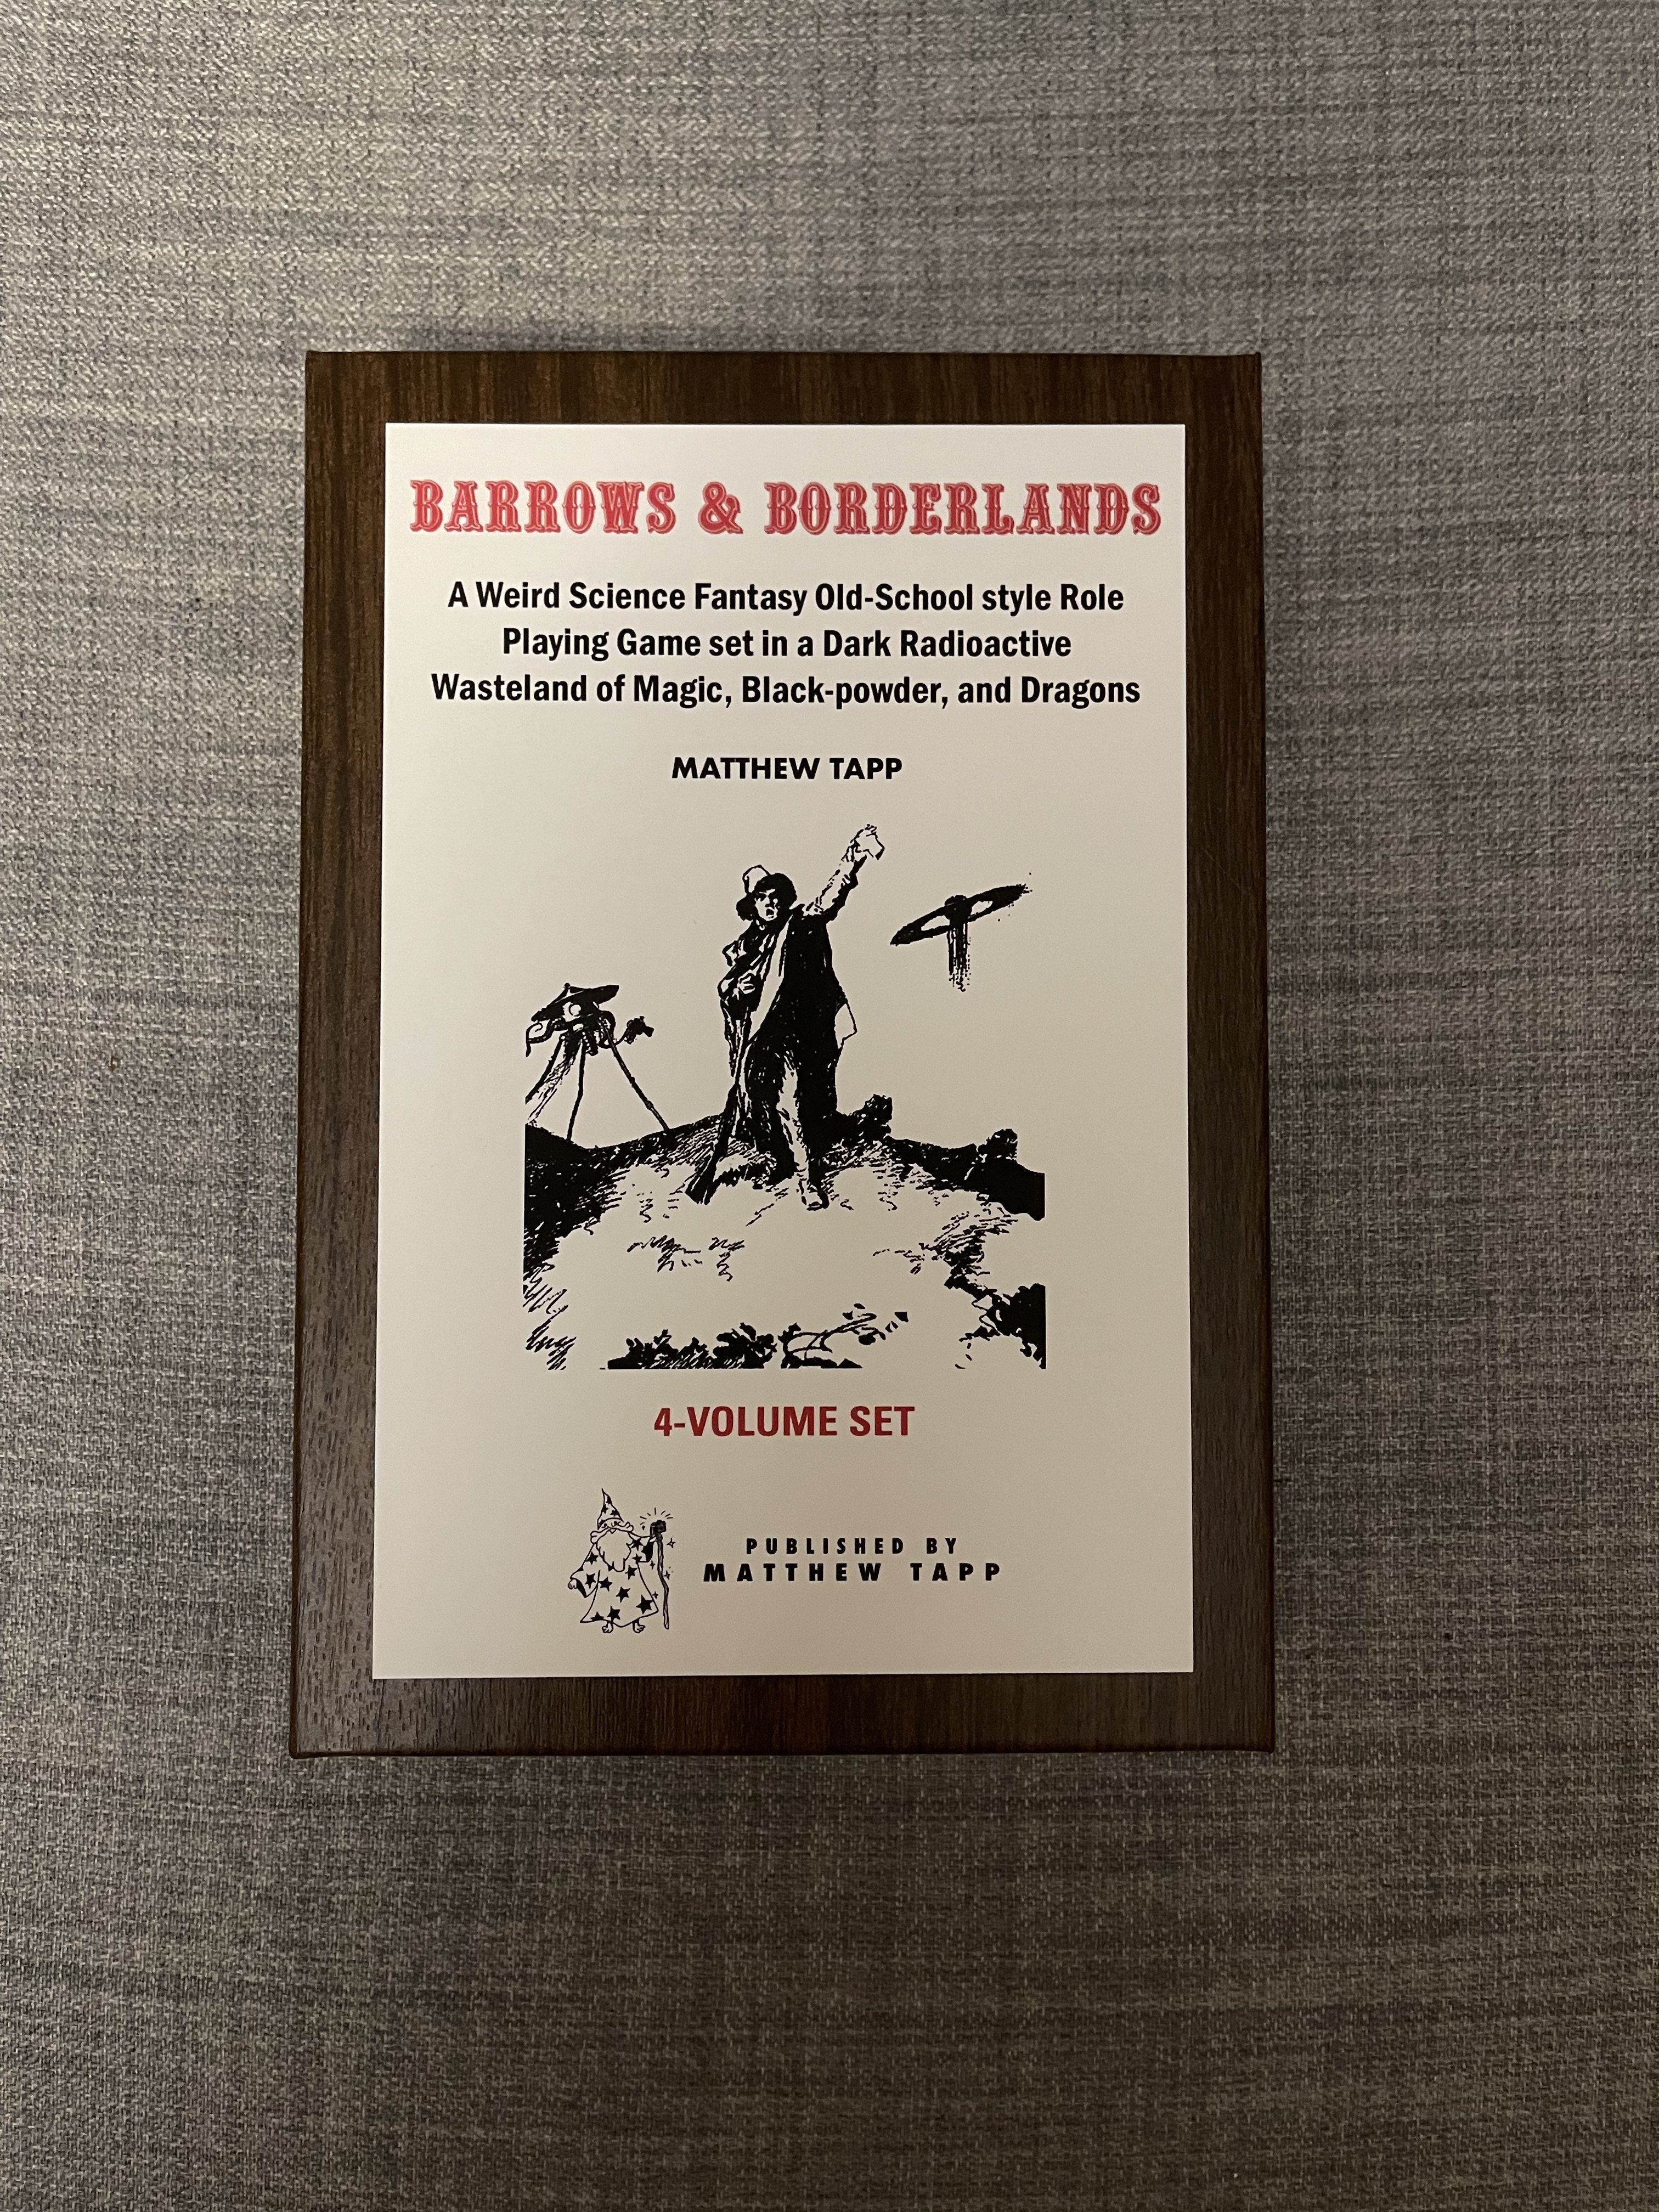 BARROWS & BORDERLANDS
A Weird Science Fantasy Old-School style Role
Playing Game set in a Dark Radioactive
Wasteland of Magic, Black-powder, and Dragons
MATTHEW TAPP
4-VOLUME SET
PUBLISHED BY
MATTHEW TAPP